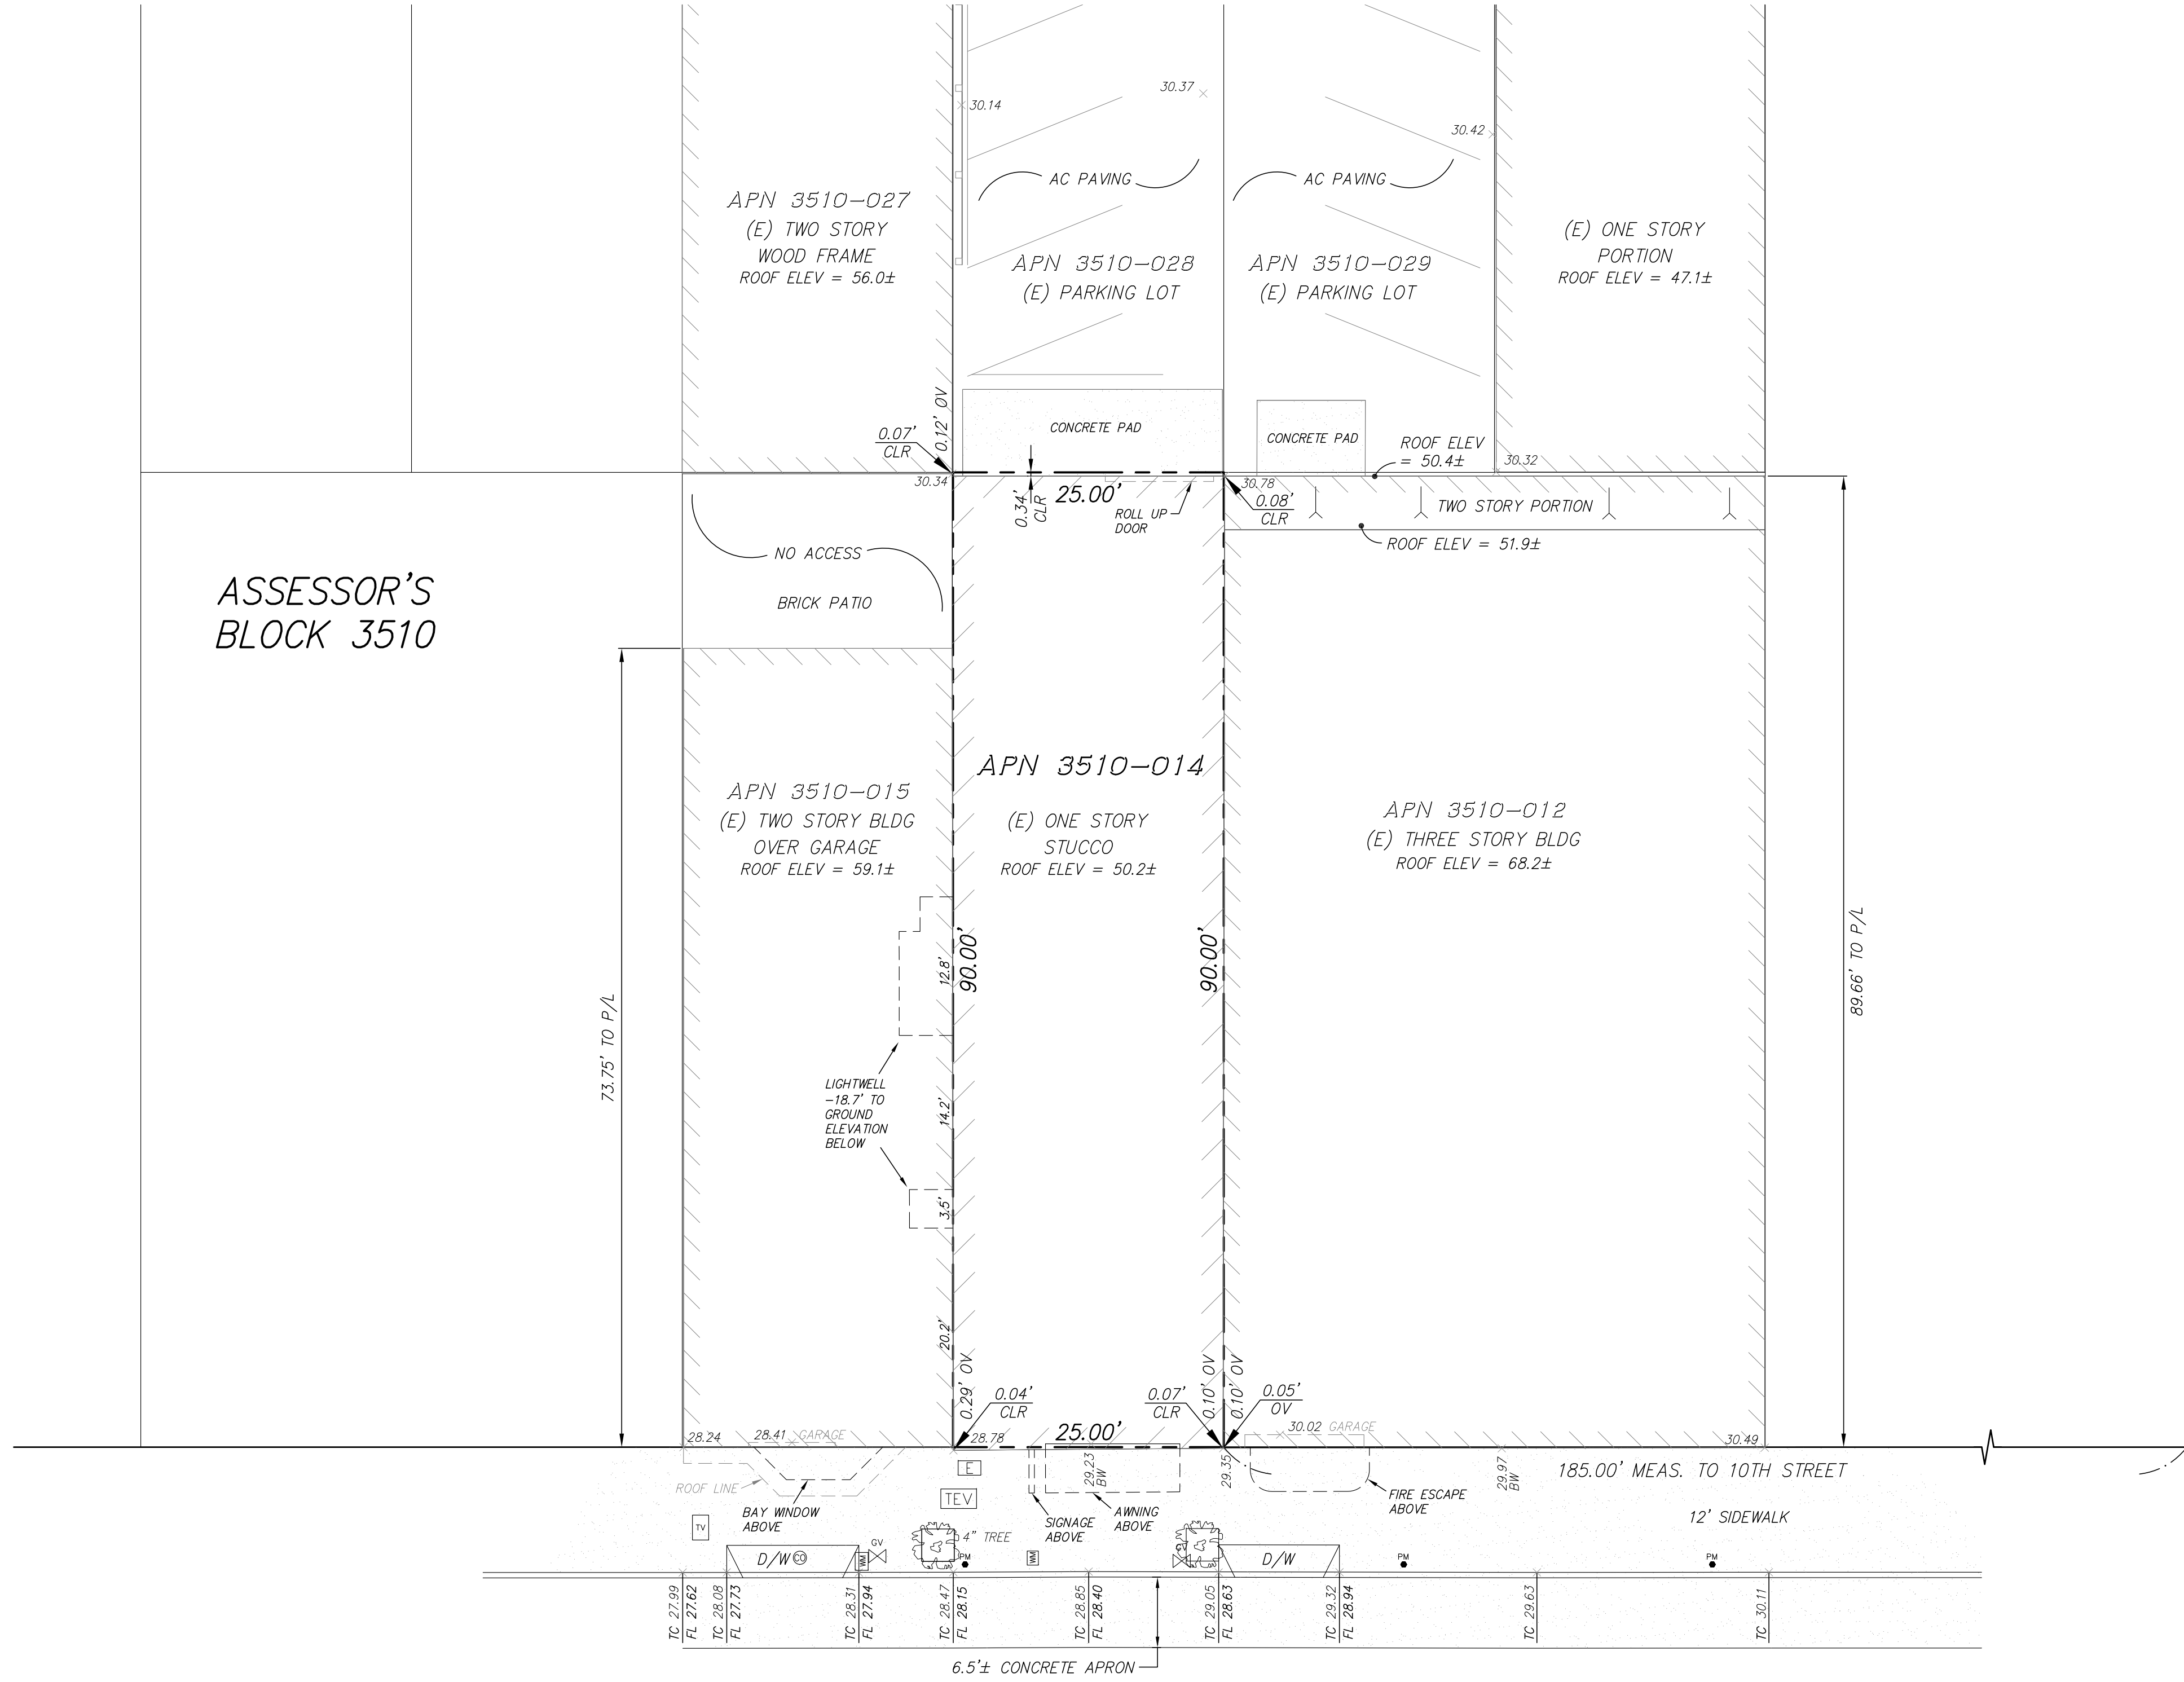 30.14
30.37
30.42
AC PAVING
AC PAVING
APN 3510-027
(E) TWO STORY
WOOD FRAME
ROOF ELEV = 56.0±
APN 3510-028
(E) PARKING LOT
APN 3510-029
(E) PARKING LOT
(E) ONE STORY
PORTION
ROOF ELEV = 47.1±
0.12' OV
0.07'
CLR
CONCRETE PAD
CONCRETE PAD
ROOF ELEV
= 50.4±
30.32
30.34
0.34'
CLR
25.00'
ROLL UP
DOOR
30.78
0.08'
CLR
TWO STORY PORTION
ROOF ELEV = 51.9±
NO ACCESS
BRICK PATIO
ASSESSOR'S
BLOCK 3510
APN 3510-015
(E) TWO STORY BLDG
OVER GARAGE
ROOF ELEV = 59.1±
APN 3510-014
(E) ONE STORY
STUCCO
ROOF ELEV = 50.2±
APN 3510-012
(E) THREE STORY BLDG
ROOF ELEV = 68.2±
73.75' TO P/L
12.8'
90.00'
90.00'
89.66' TO P/L
LIGHTWELL
-18.7' TO
GROUND
ELEVATION
BELOW
14.2'
3.5'
20.2'
0.29' OV
0.04'
CLR
0.07'
CLR
0.10' OV
0.10' OV
0.05'
OV
28.24
28.41 GARAGE
28.78
25.00'
30.02 GARAGE
30.49
ROOF LINE
BAY WINDOW
ABOVE
E
TEV
29.23
BW
29.35
29.97
BW
185.00' MEAS. TO 10TH STREET
SIGNAGE
ABOVE
AWNING
ABOVE
FIRE ESCAPE
ABOVE
12' SIDEWALK
TV
D/W
CO
WM
GV
4" TREE
PM
WM
GV
D/W
PM
PM
TC 27.99
FL 27.62
TC 28.08
FL 27.73
TC 28.31
FL 27.94
TC 28.47
FL 28.15
TC 28.85
FL 28.40
TC 29.05
FL 28.63
TC 29.32
FL 28.94
TC 29.63
TC 30.11
6.5'± CONCRETE APRON